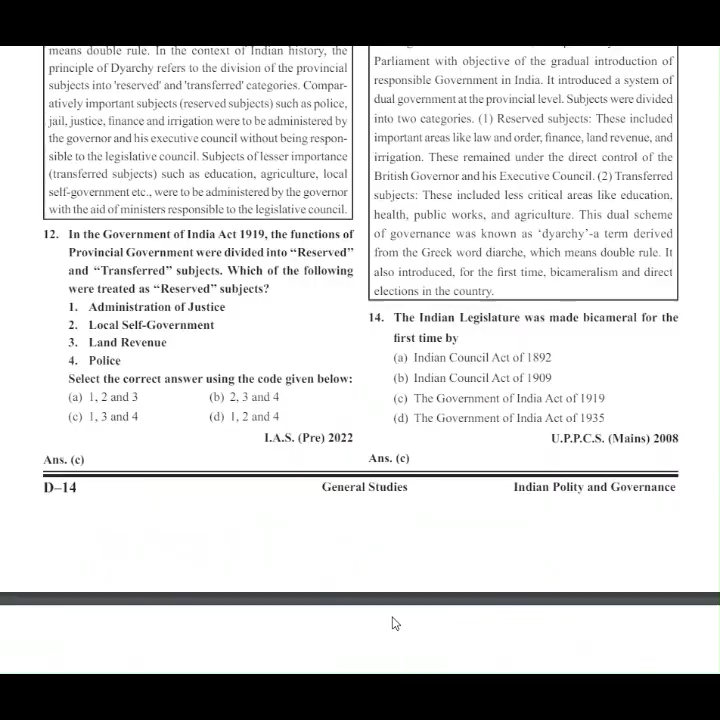 means double rule. In the context of Indian history, the
principle of Dyarchy refers to the division of the provincial
subjects into 'reserved' and 'transferred' categories. Compar-
atively important subjects (reserved subjects) such as police,
jail, justice, finance and irrigation were to be administered by
the governor and his executive council without being respon-
sible to the legislative council. Subjects of lesser importance
(transferred subjects) such as education, agriculture, local
self-government etc., were to be administered by the governor
with the aid of ministers responsible to the legislative council.
12. In the Government of India Act 1919, the functions of
Provincial Government were divided into “Reserved”
and “Transferred” subjects. Which of the following
were treated as “Reserved” subjects?
1. Administration of Justice
2. Local Self-Government
3. Land Revenue
4. Police
Select the correct answer using the code given below:
(a) 1, 2 and 3 (b) 2, 3 and 4
(c) 1, 3 and 4 (d) 1, 2 and 4
I.A.S. (Pre) 2022
Ans. (c)
Parliament with objective of the gradual introduction of
responsible Government in India. It introduced a system of
dual government at the provincial level. Subjects were divided
into two categories. (1) Reserved subjects: These included
important areas like law and order, finance, land revenue, and
irrigation. These remained under the direct control of the
British Governor and his Executive Council. (2) Transferred
subjects: These included less critical areas like education,
health, public works, and agriculture. This dual scheme
of governance was known as ‘dyarchy’-a term derived
from the Greek word diarche, which means double rule. It
also introduced, for the first time, bicameralism and direct
elections in the country.
14. The Indian Legislature was made bicameral for the
first time by
(a) Indian Council Act of 1892
(b) Indian Council Act of 1909
(c) The Government of India Act of 1919
(d) The Government of India Act of 1935
U.P.P.C.S. (Mains) 2008
Ans. (c)
D–14 General Studies Indian Polity and Governance